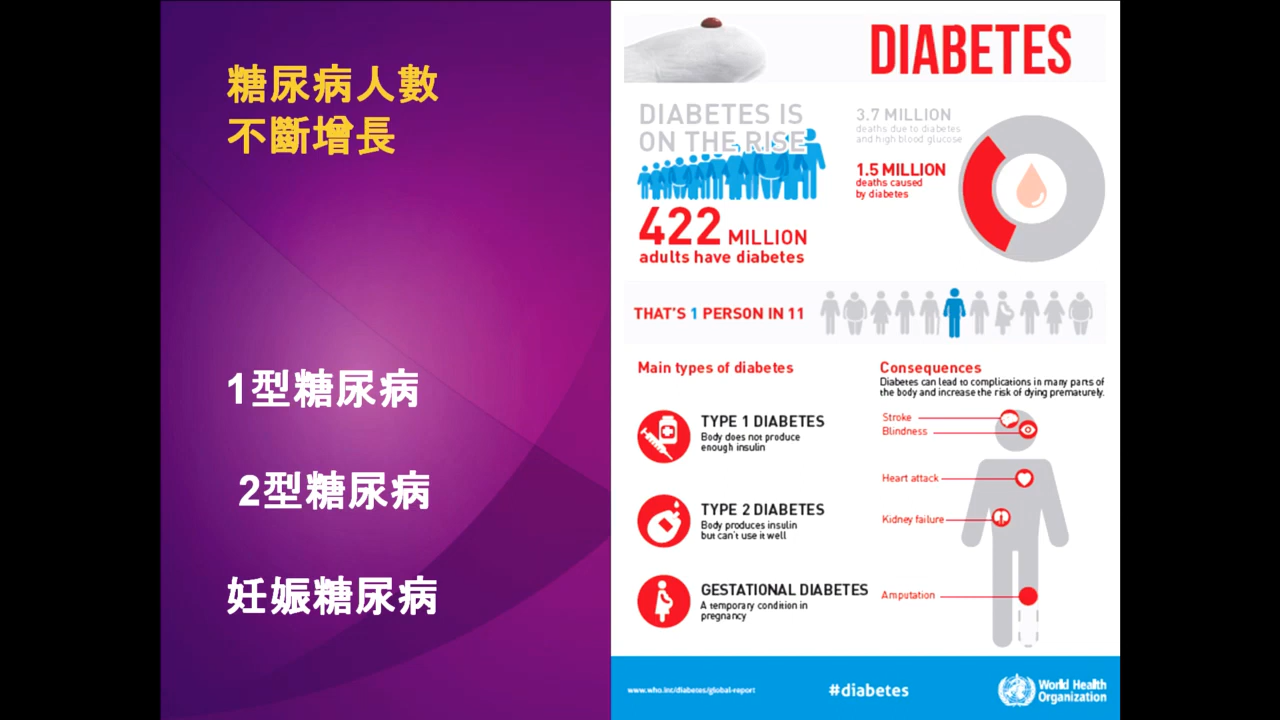 糖尿病人數
不斷增長
1型糖尿病
2型糖尿病
妊娠糖尿病
DIABETES
DIABETES IS
ON THE RISE
422 MILLION
adults have diabetes
3.7 MILLION
deaths due to diabetes
and high blood glucose
1.5 MILLION
deaths caused
by diabetes
THAT'S 1 PERSON IN 11
Main types of diabetes
TYPE 1 DIABETES
Body does not produce
enough insulin
TYPE 2 DIABETES
Body produces insulin
but can't use it well
GESTATIONAL DIABETES
A temporary condition in
pregnancy
Consequences
Diabetes can lead to complications in many parts of
the body and increase the risk of dying prematurely.
Stroke
Blindness
Heart attack
Kidney failure
Amputation
www.who.int/diabetes/global-report
#diabetes
World Health
Organization